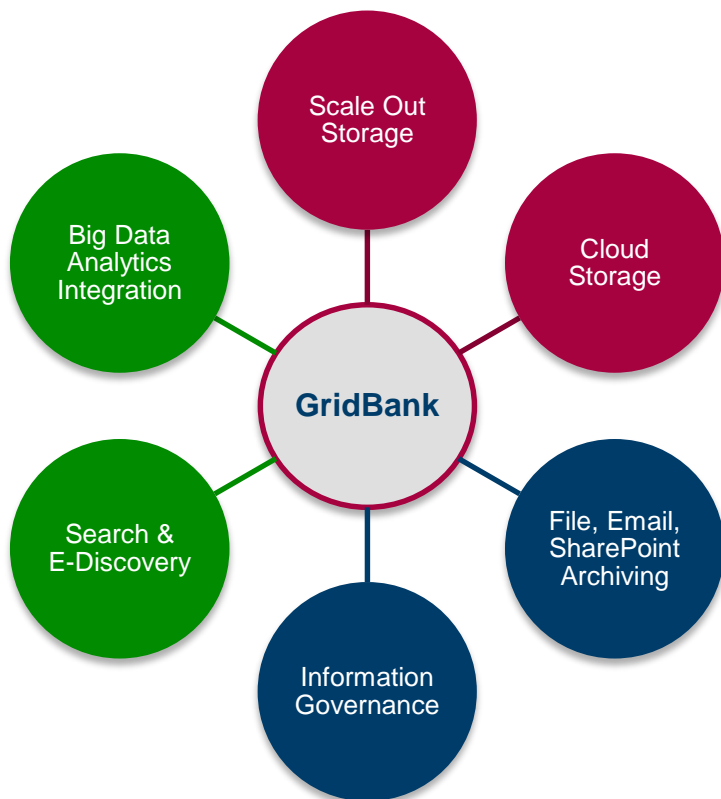 Scale Out
Storage
Big Data
Analytics
Integration
Cloud
Storage
GridBank
Search &
E-Discovery
File, Email,
SharePoint
Archiving
Information
Governance